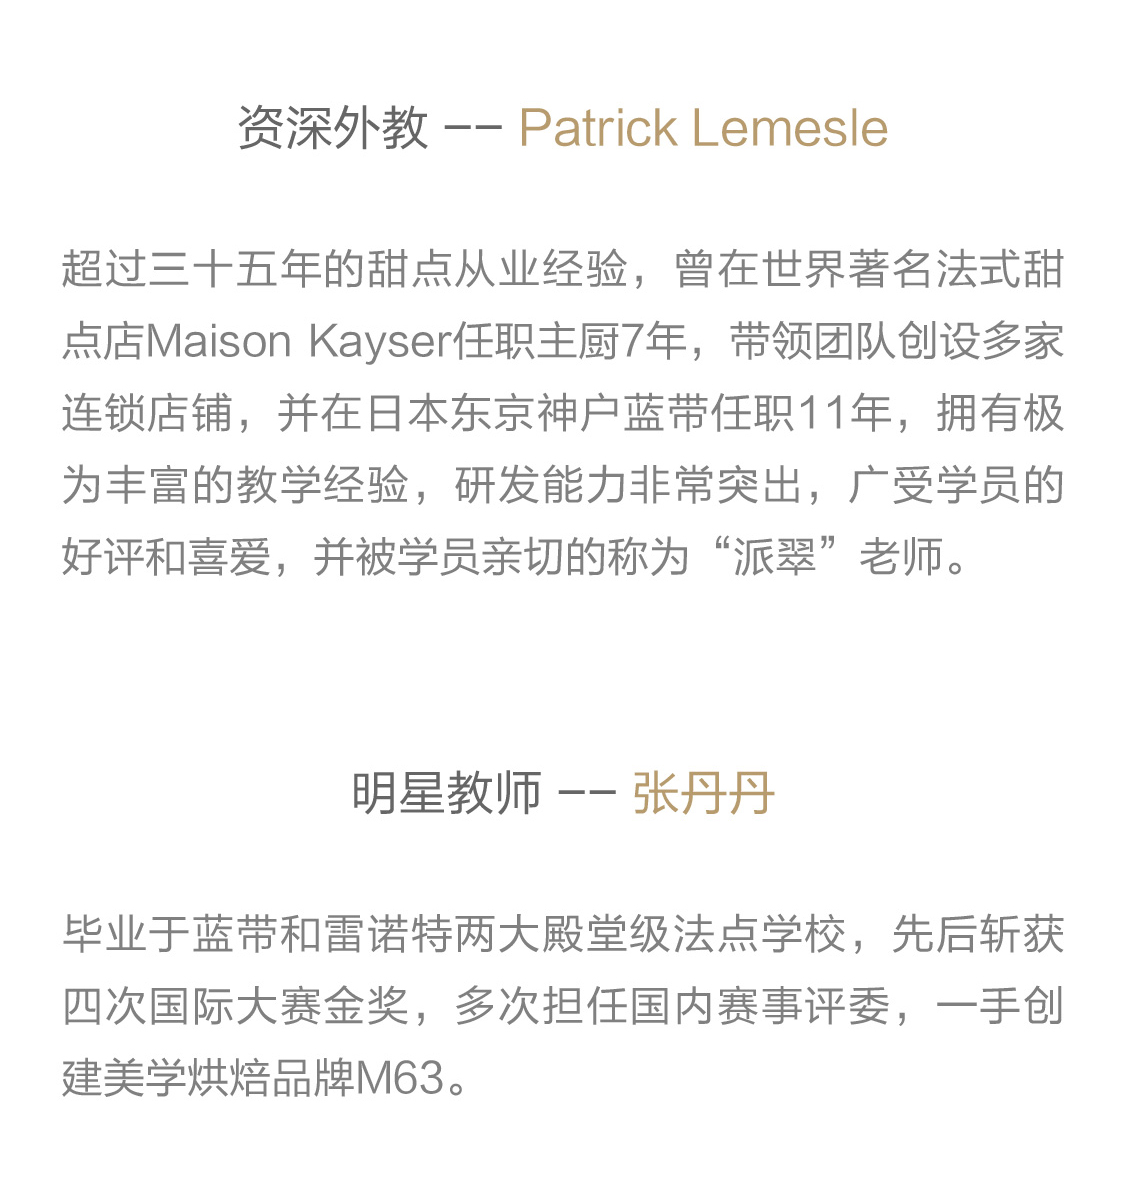 资深外教 -- Patrick Lemesle
超过三十五年的甜点从业经验，曾在世界著名法式甜
点店Maison Kayser任职主厨7年，带领团队创设多家
连锁店铺，并在日本东京神户蓝带任职11年，拥有极
为丰富的教学经验，研发能力非常突出，广受学员的
好评和喜爱，并被学员亲切的称为“派翠”老师。
明星教师 -- 张丹丹
毕业于蓝带和雷诺特两大殿堂级法点学校，先后斩获
四次国际大赛金奖，多次担任国内赛事评委，一手创
建美学烘焙品牌M63。